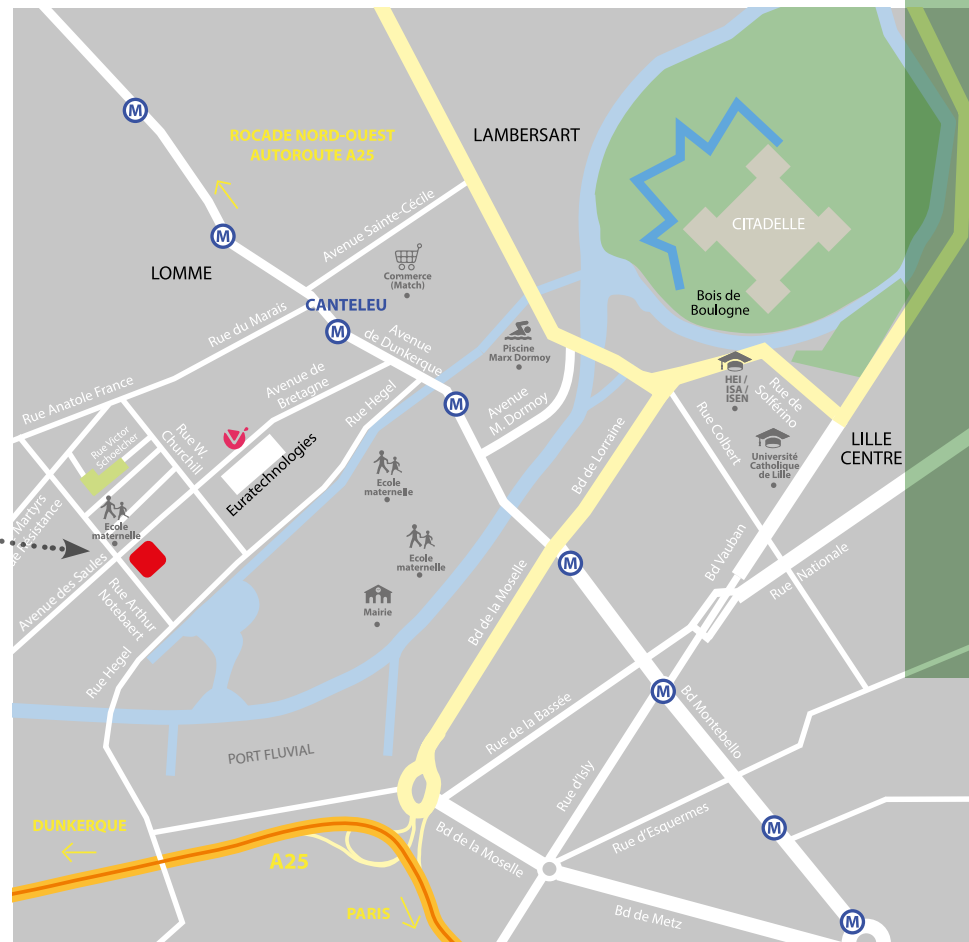 M
ROCADE NORD-OUEST
AUTOROUTE A25
LAMBERSART
Avenue Sainte-Cécile
CITADELLE
M
LOMME
Commerce
(Match)
CANTELEU
Bois de
Boulogne
Rue du Marais
M
Avenue
de Dunkerque
Piscine
Marx Dormoy
HEI /
ISA /
ISEN
Rue de
Solférino
Rue Anatole France
Avenue de
Bretagne
Rue Hegel
M
Avenue
M. Dormoy
Rue Colbert
LILLE
CENTRE
Rue Victor
Schoelcher
Rue W.
Churchill
Euratechnologies
Bd de Lorraine
Université
Catholique
de Lille
Ecole
maternelle
Martyrs
Résistance
Ecole
maternelle
Ecole
maternelle
Avenue des Saules
Rue Arthur
Notebaert
M
Bd Vauban
Rue Nationale
Mairie
Bd de la Moselle
Rue Hegel
M
Bd Montebello
Rue de la Bassée
PORT FLUVIAL
Rue d'Isly
DUNKERQUE
A25
Bd de la Moselle
Rue d'Esquermes
M
PARIS
Bd de Metz
M